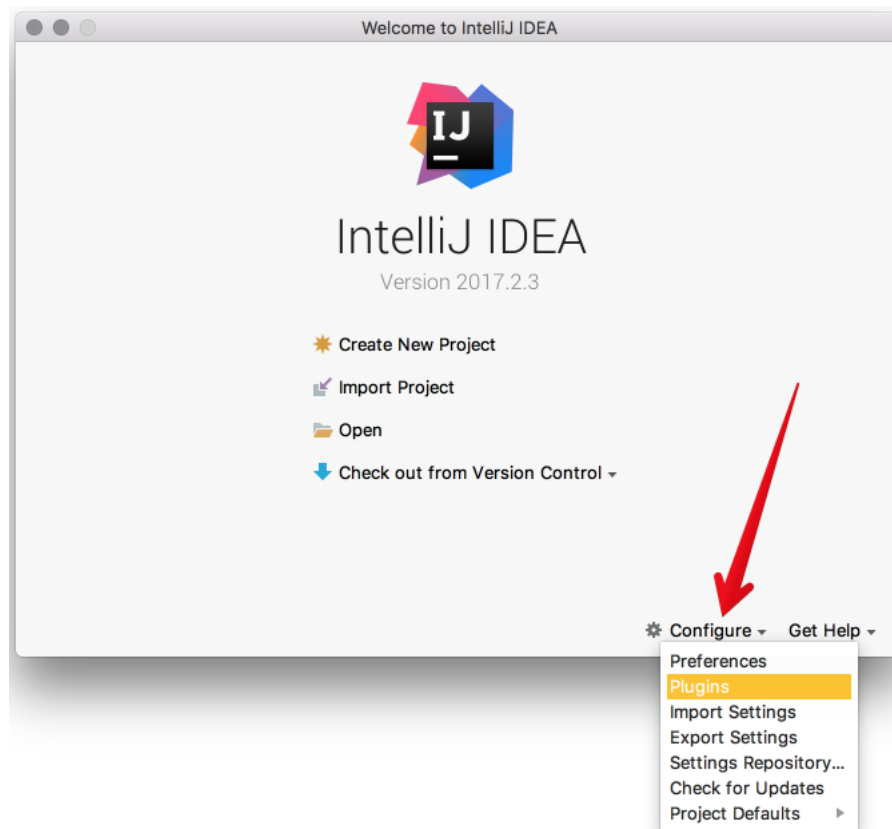 Welcome to IntelliJ IDEA
IJ
IntelliJ IDEA
Version 2017.2.3
Create New Project
Import Project
Open
Check out from Version Control
Configure Get Help
Preferences
Plugins
Import Settings
Export Settings
Settings Repository...
Check for Updates
Project Defaults